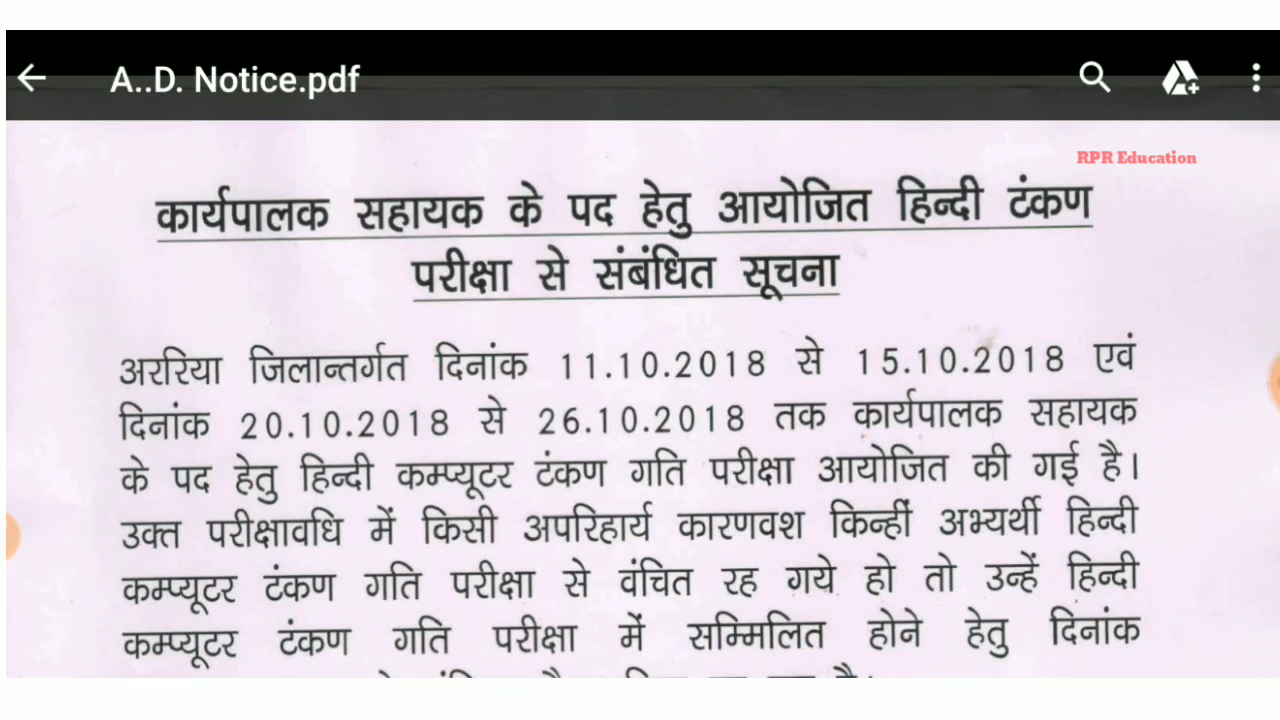 A..D. Notice.pdf
RPR Education
कार्यपालक सहायक के पद हेतु आयोजित हिन्दी टंकण
परीक्षा से संबंधित सूचना
अररिया जिलान्तर्गत दिनांक 11.10.2018 से 15.10.2018 एवं
दिनांक 20.10.2018 से 26.10.2018 तक कार्यपालक सहायक
के पद हेतु हिन्दी कम्प्यूटर टंकण गति परीक्षा आयोजित की गई है।
उक्त परीक्षावधि में किसी अपरिहार्य कारणवश किन्हीं अभ्यर्थी हिन्दी
कम्प्यूटर टंकण गति परीक्षा से वंचित रह गये हो तो उन्हें हिन्दी
कम्प्यूटर टंकण गति परीक्षा में सम्मिलित होने हेतु दिनांक